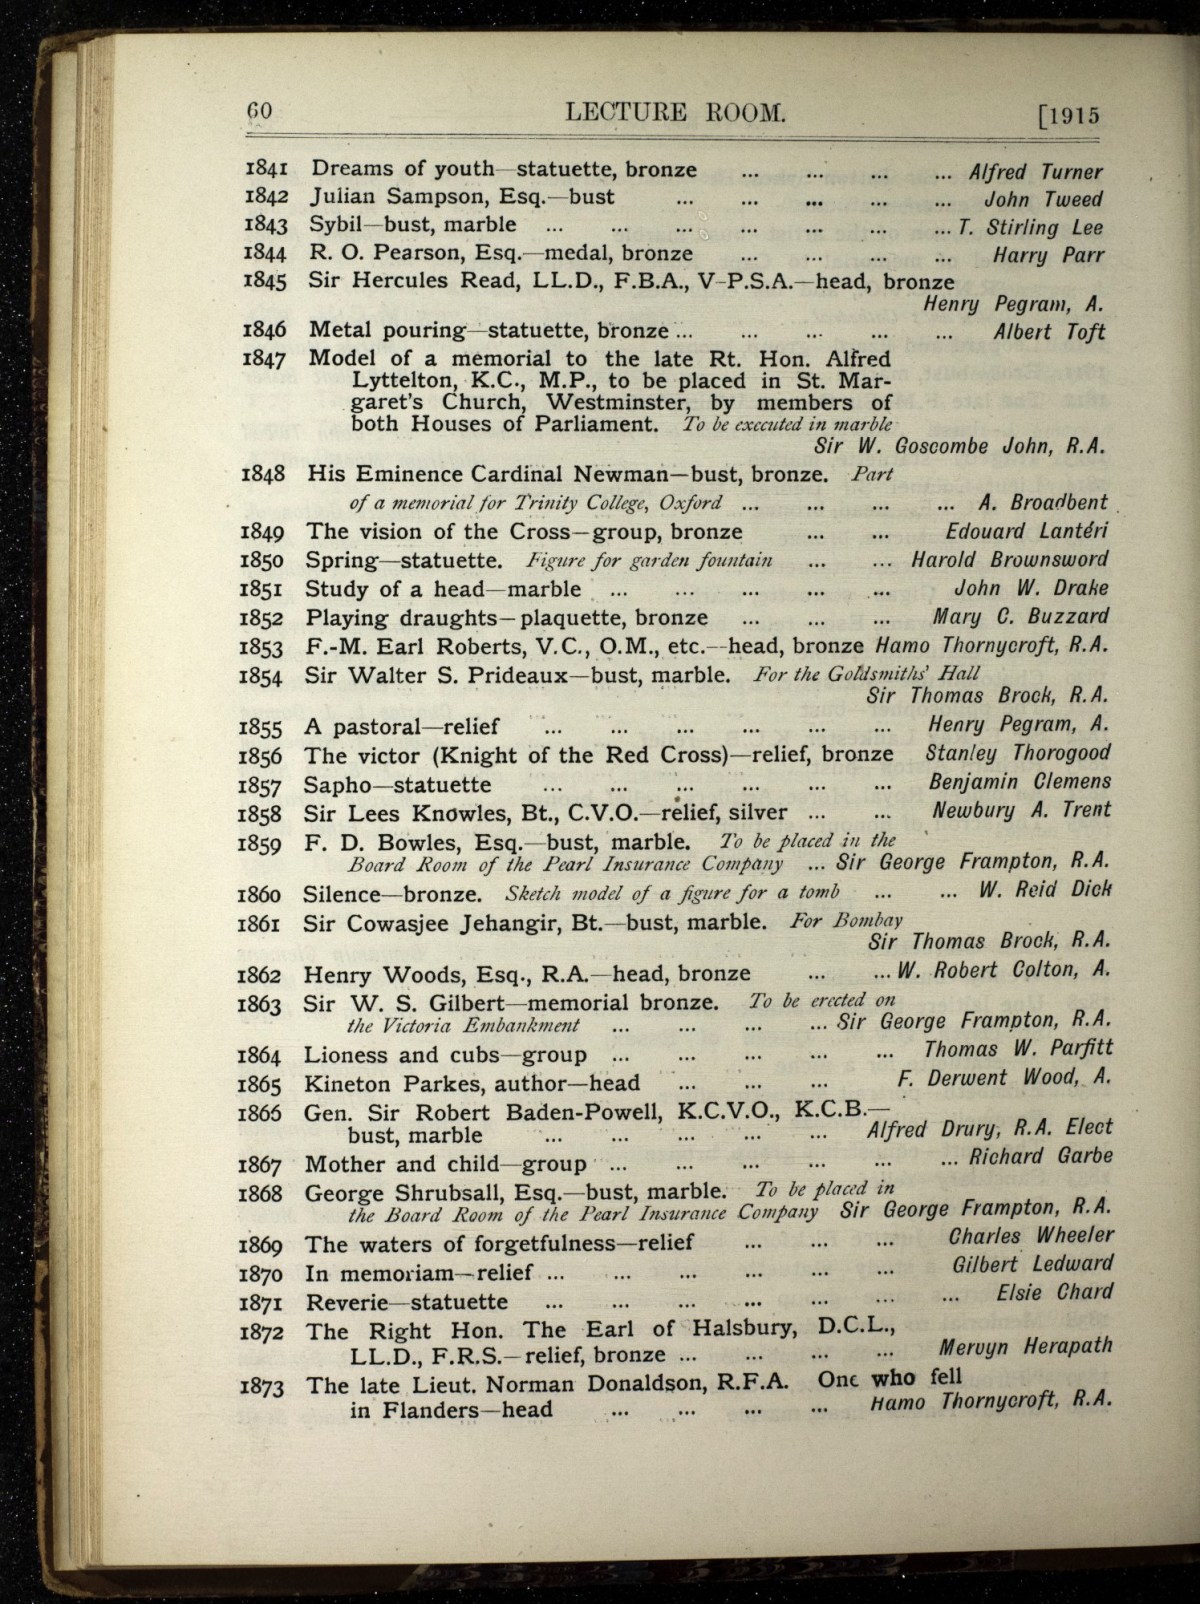 60 LECTURE ROOM. [1915
1841 Dreams of youth—statuette, bronze ... ... ... ... Alfred Turner
1842 Julian Sampson, Esq.—bust ... ... ... ... ... John Tweed
1843 Sybil—bust, marble ... ... ... ... ... ... ... T. Stirling Lee
1844 R. O. Pearson, Esq.—medal, bronze ... ... ... ... Harry Parr
1845 Sir Hercules Read, LL.D., F.B.A., V-P.S.A.—head, bronze
Henry Pegram, A.
1846 Metal pouring—statuette, bronze ... ... ... ... ... Albert Toft
1847 Model of a memorial to the late Rt. Hon. Alfred
Lyttelton, K.C., M.P., to be placed in St. Mar-
garet's Church, Westminster, by members of
both Houses of Parliament. To be executed in marble
Sir W. Goscombe John, R.A.
1848 His Eminence Cardinal Newman—bust, bronze. Part
of a memorial for Trinity College, Oxford ... ... ... ... A. Broadbent
1849 The vision of the Cross—group, bronze ... ... Edouard Lantéri
1850 Spring—statuette. Figure for garden fountain ... ... Harold Brownsword
1851 Study of a head—marble ... ... ... ... ... John W. Drake
1852 Playing draughts—plaquette, bronze ... ... ... Mary C. Buzzard
1853 F.-M. Earl Roberts, V.C., O.M., etc.—head, bronze Hamo Thornycroft, R.A.
1854 Sir Walter S. Prideaux—bust, marble. For the Goldsmiths' Hall
Sir Thomas Brock, R.A.
1855 A pastoral—relief ... ... ... ... ... ... Henry Pegram, A.
1856 The victor (Knight of the Red Cross)—relief, bronze Stanley Thorogood
1857 Sapho—statuette ... ... ... ... ... ... Benjamin Clemens
1858 Sir Lees Knowles, Bt., C.V.O.—relief, silver ... ... Newbury A. Trent
1859 F. D. Bowles, Esq.—bust, marble. To be placed in the
Board Room of the Pearl Insurance Company ... Sir George Frampton, R.A.
1860 Silence—bronze. Sketch model of a figure for a tomb ... ... W. Reid Dick
1861 Sir Cowasjee Jehangir, Bt.—bust, marble. For Bombay
Sir Thomas Brock, R.A.
1862 Henry Woods, Esq., R.A.—head, bronze ... ... W. Robert Colton, A.
1863 Sir W. S. Gilbert—memorial bronze. To be erected on
the Victoria Embankment ... ... ... ... Sir George Frampton, R.A.
1864 Lioness and cubs—group ... ... ... ... ... Thomas W. Parfitt
1865 Kineton Parkes, author—head ... ... ... F. Derwent Wood, A.
1866 Gen. Sir Robert Baden-Powell, K.C.V.O., K.C.B.—
bust, marble ... ... ... ... ... Alfred Drury, R.A. Elect
1867 Mother and child—group ... ... ... ... ... ... Richard Garbe
1868 George Shrubsall, Esq.—bust, marble. To be placed in
the Board Room of the Pearl Insurance Company Sir George Frampton, R.A.
1869 The waters of forgetfulness—relief ... ... ... Charles Wheeler
1870 In memoriam—relief ... ... ... ... ... ... Gilbert Ledward
1871 Reverie—statuette ... ... ... ... ... ... ... Elsie Chard
1872 The Right Hon. The Earl of Halsbury, D.C.L.,
LL.D., F.R.S.—relief, bronze ... ... ... ... Mervyn Herapath
1873 The late Lieut. Norman Donaldson, R.F.A. One who fell
in Flanders—head ... ... ... ... Hamo Thornycroft, R.A.